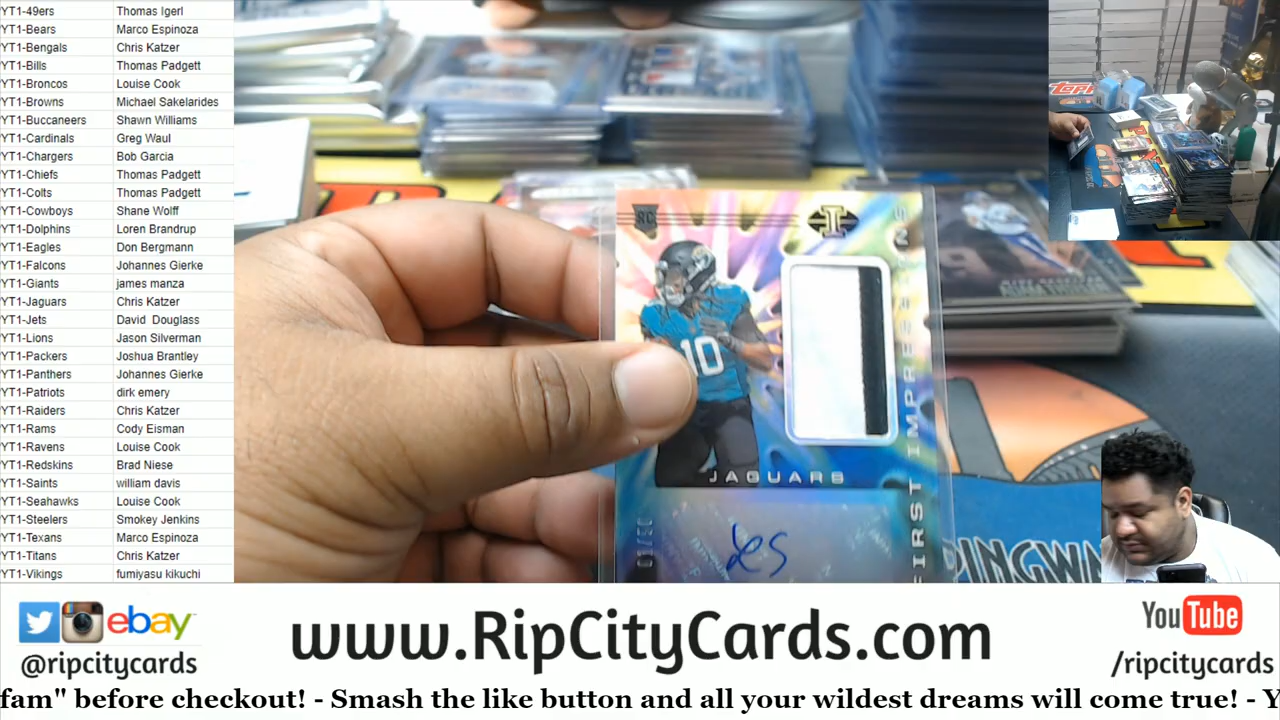 YT1-49ers Thomas Igerl
YT1-Bears Marco Espinoza
YT1-Bengals Chris Katzer
YT1-Bills Thomas Padgett
YT1-Broncos Louise Cook
YT1-Browns Michael Sakelarides
YT1-Buccaneers Shawn Williams
YT1-Cardinals Greg Waul
YT1-Chargers Bob Garcia
YT1-Chiefs Thomas Padgett
YT1-Colts Thomas Padgett
YT1-Cowboys Shane Wolff
YT1-Dolphins Loren Brandrup
YT1-Eagles Don Bergmann
YT1-Falcons Johannes Gierke
YT1-Giants james manza
YT1-Jaguars Chris Katzer
YT1-Jets David Douglass
YT1-Lions Jason Silverman
YT1-Packers Joshua Brantley
YT1-Panthers Johannes Gierke
YT1-Patriots dirk emery
YT1-Raiders Chris Katzer
YT1-Rams Cody Eisman
YT1-Ravens Louise Cook
YT1-Redskins Brad Niese
YT1-Saints william davis
YT1-Seahawks Louise Cook
YT1-Steelers Smokey Jenkins
YT1-Texans Marco Espinoza
YT1-Titans Chris Katzer
YT1-Vikings fumiyasu kikuchi
RC
I
10
JAGUARS
FIRST IMPRESSIONS
TOPPS
ebay
@ripcitycards
www.RipCityCards.com
YouTube
/ripcitycards
fam" before checkout! - Smash the like button and all your wildest dreams will come true! - Y